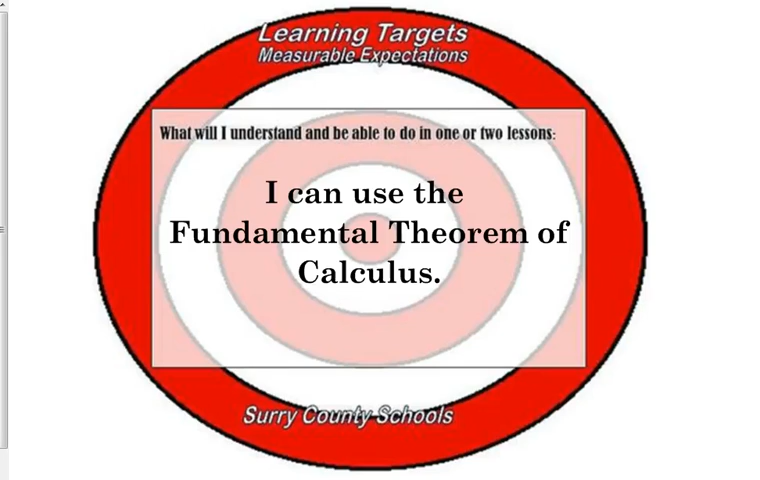 Learning Targets
Measurable Expectations
What will I understand and be able to do in one or two lessons:
I can use the
Fundamental Theorem of
Calculus.
Surry County Schools